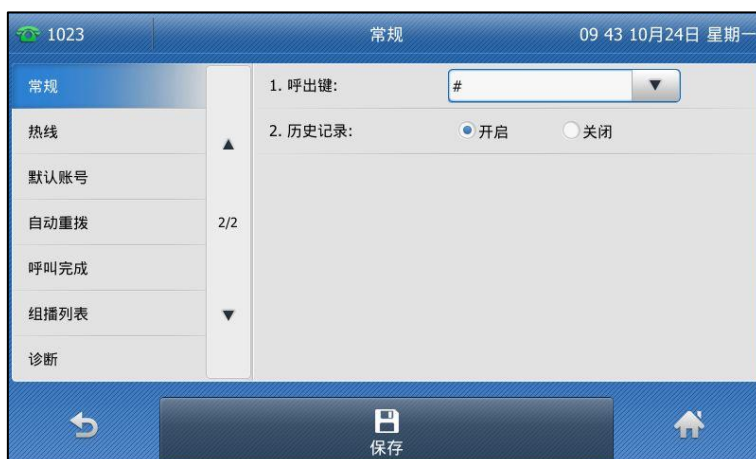 1023
常规
09 43 10月24日 星期一
常规
热线
默认账号
自动重拨
呼叫完成
组播列表
诊断
2/2
1. 呼出键:
#
2. 历史记录:
开启
关闭
保存